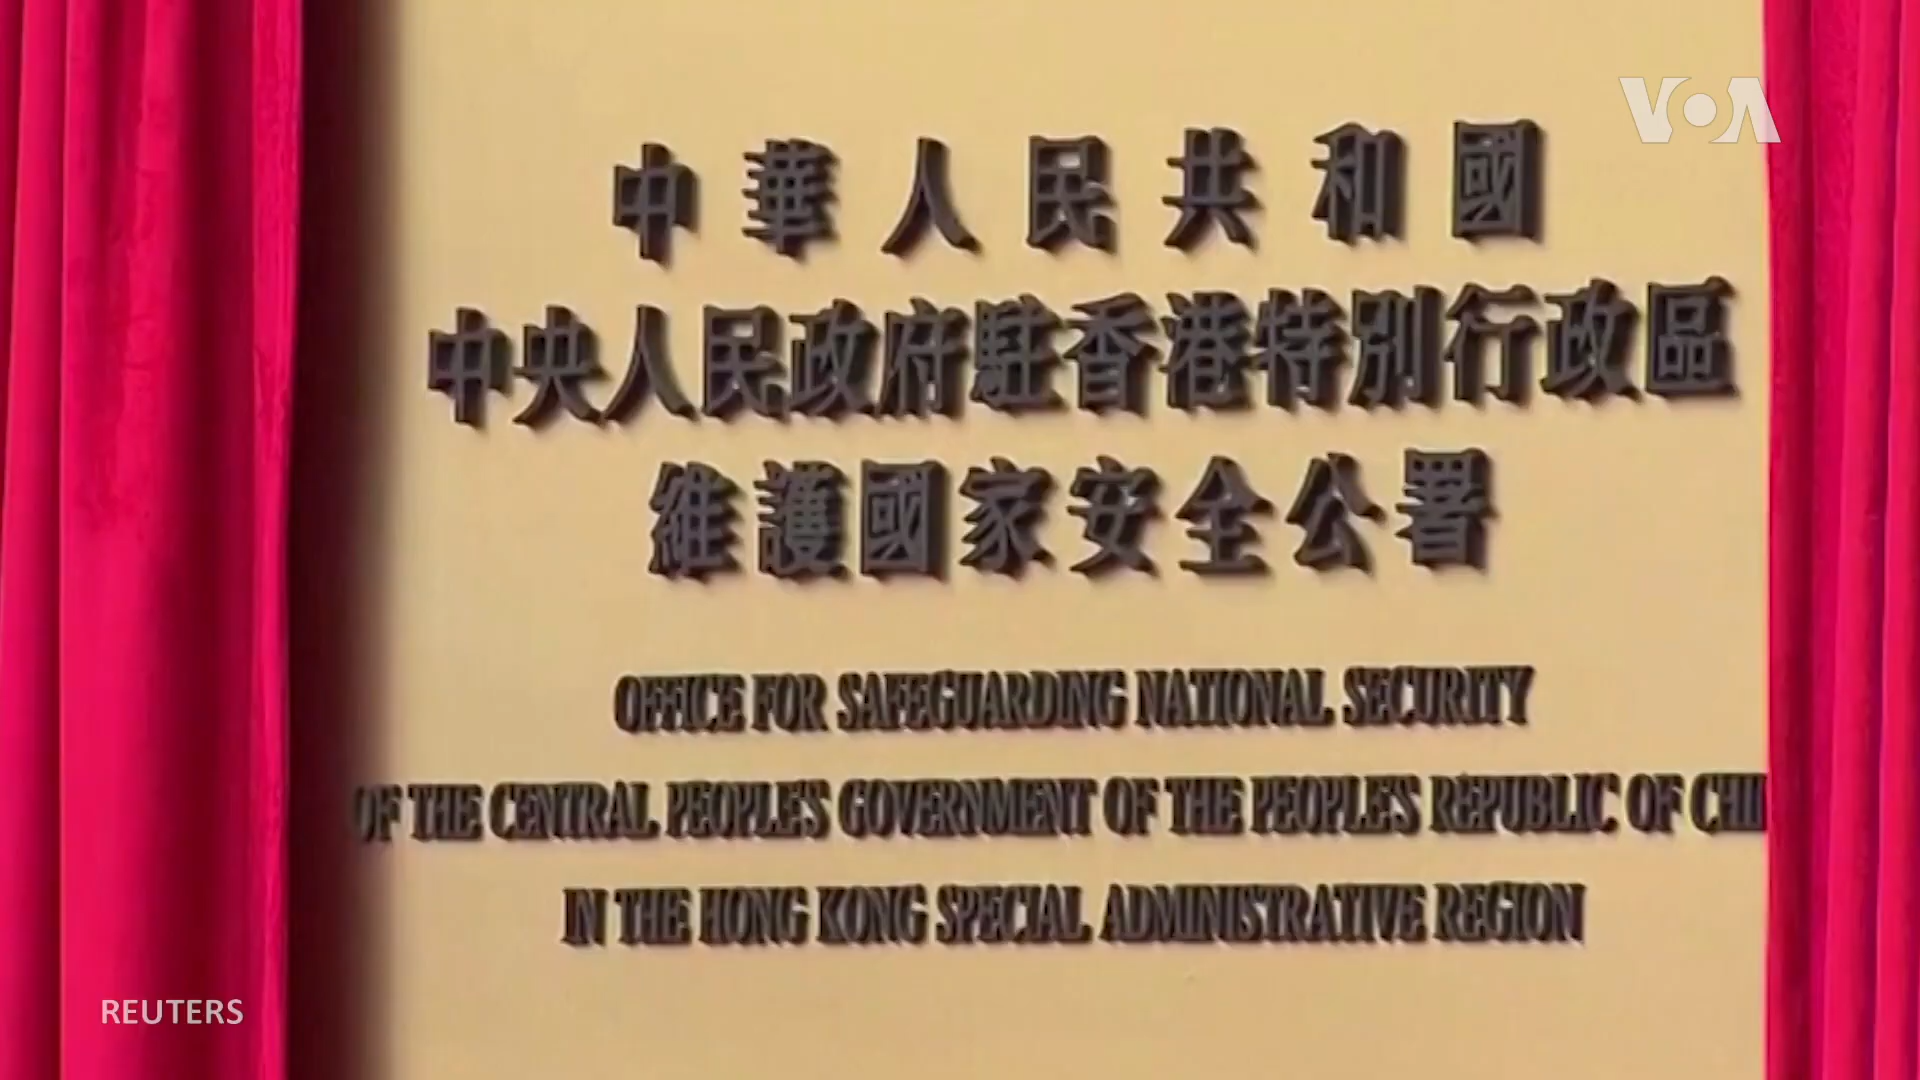 VOA
中華人民共和國
中央人民政府駐香港特別行政區
維護國家安全公署
OFFICE FOR SAFEGUARDING NATIONAL SECURITY
OF THE CENTRAL PEOPLE'S GOVERNMENT OF THE PEOPLE'S REPUBLIC OF CHI
IN THE HONG KONG SPECIAL ADMINISTRATIVE REGION
REUTERS